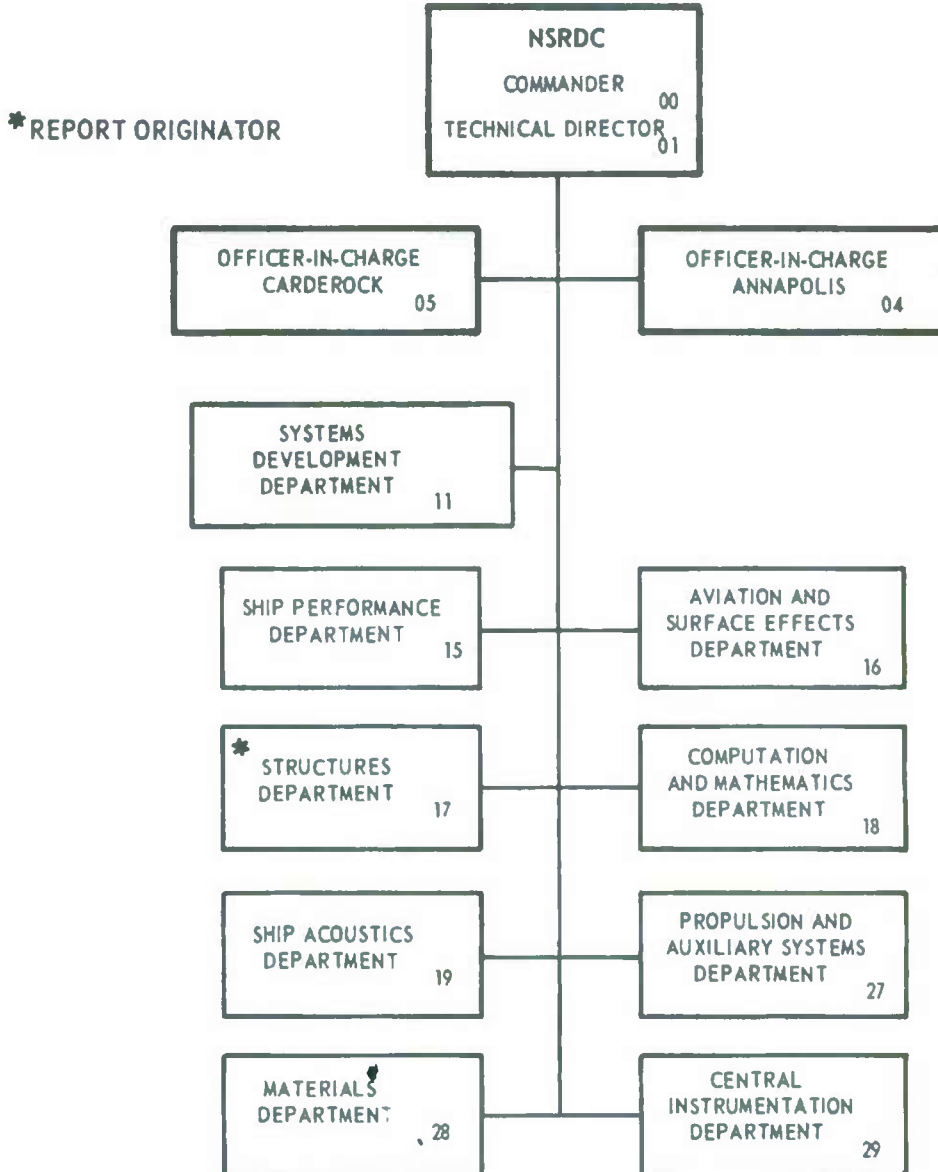 NSRDC
COMMANDER
00
TECHNICAL DIRECTOR
01
* REPORT ORIGINATOR
OFFICER-IN-CHARGE
CARDEROCK
05
OFFICER-IN-CHARGE
ANNAPOLIS
04
SYSTEMS
DEVELOPMENT
DEPARTMENT
11
SHIP PERFORMANCE
DEPARTMENT
15
AVIATION AND
SURFACE EFFECTS
DEPARTMENT
16
*
STRUCTURES
DEPARTMENT
17
COMPUTATION
AND MATHEMATICS
DEPARTMENT
18
SHIP ACOUSTICS
DEPARTMENT
19
PROPULSION AND
AUXILIARY SYSTEMS
DEPARTMENT
27
MATERIALS
DEPARTMENT
28
CENTRAL
INSTRUMENTATION
DEPARTMENT
29